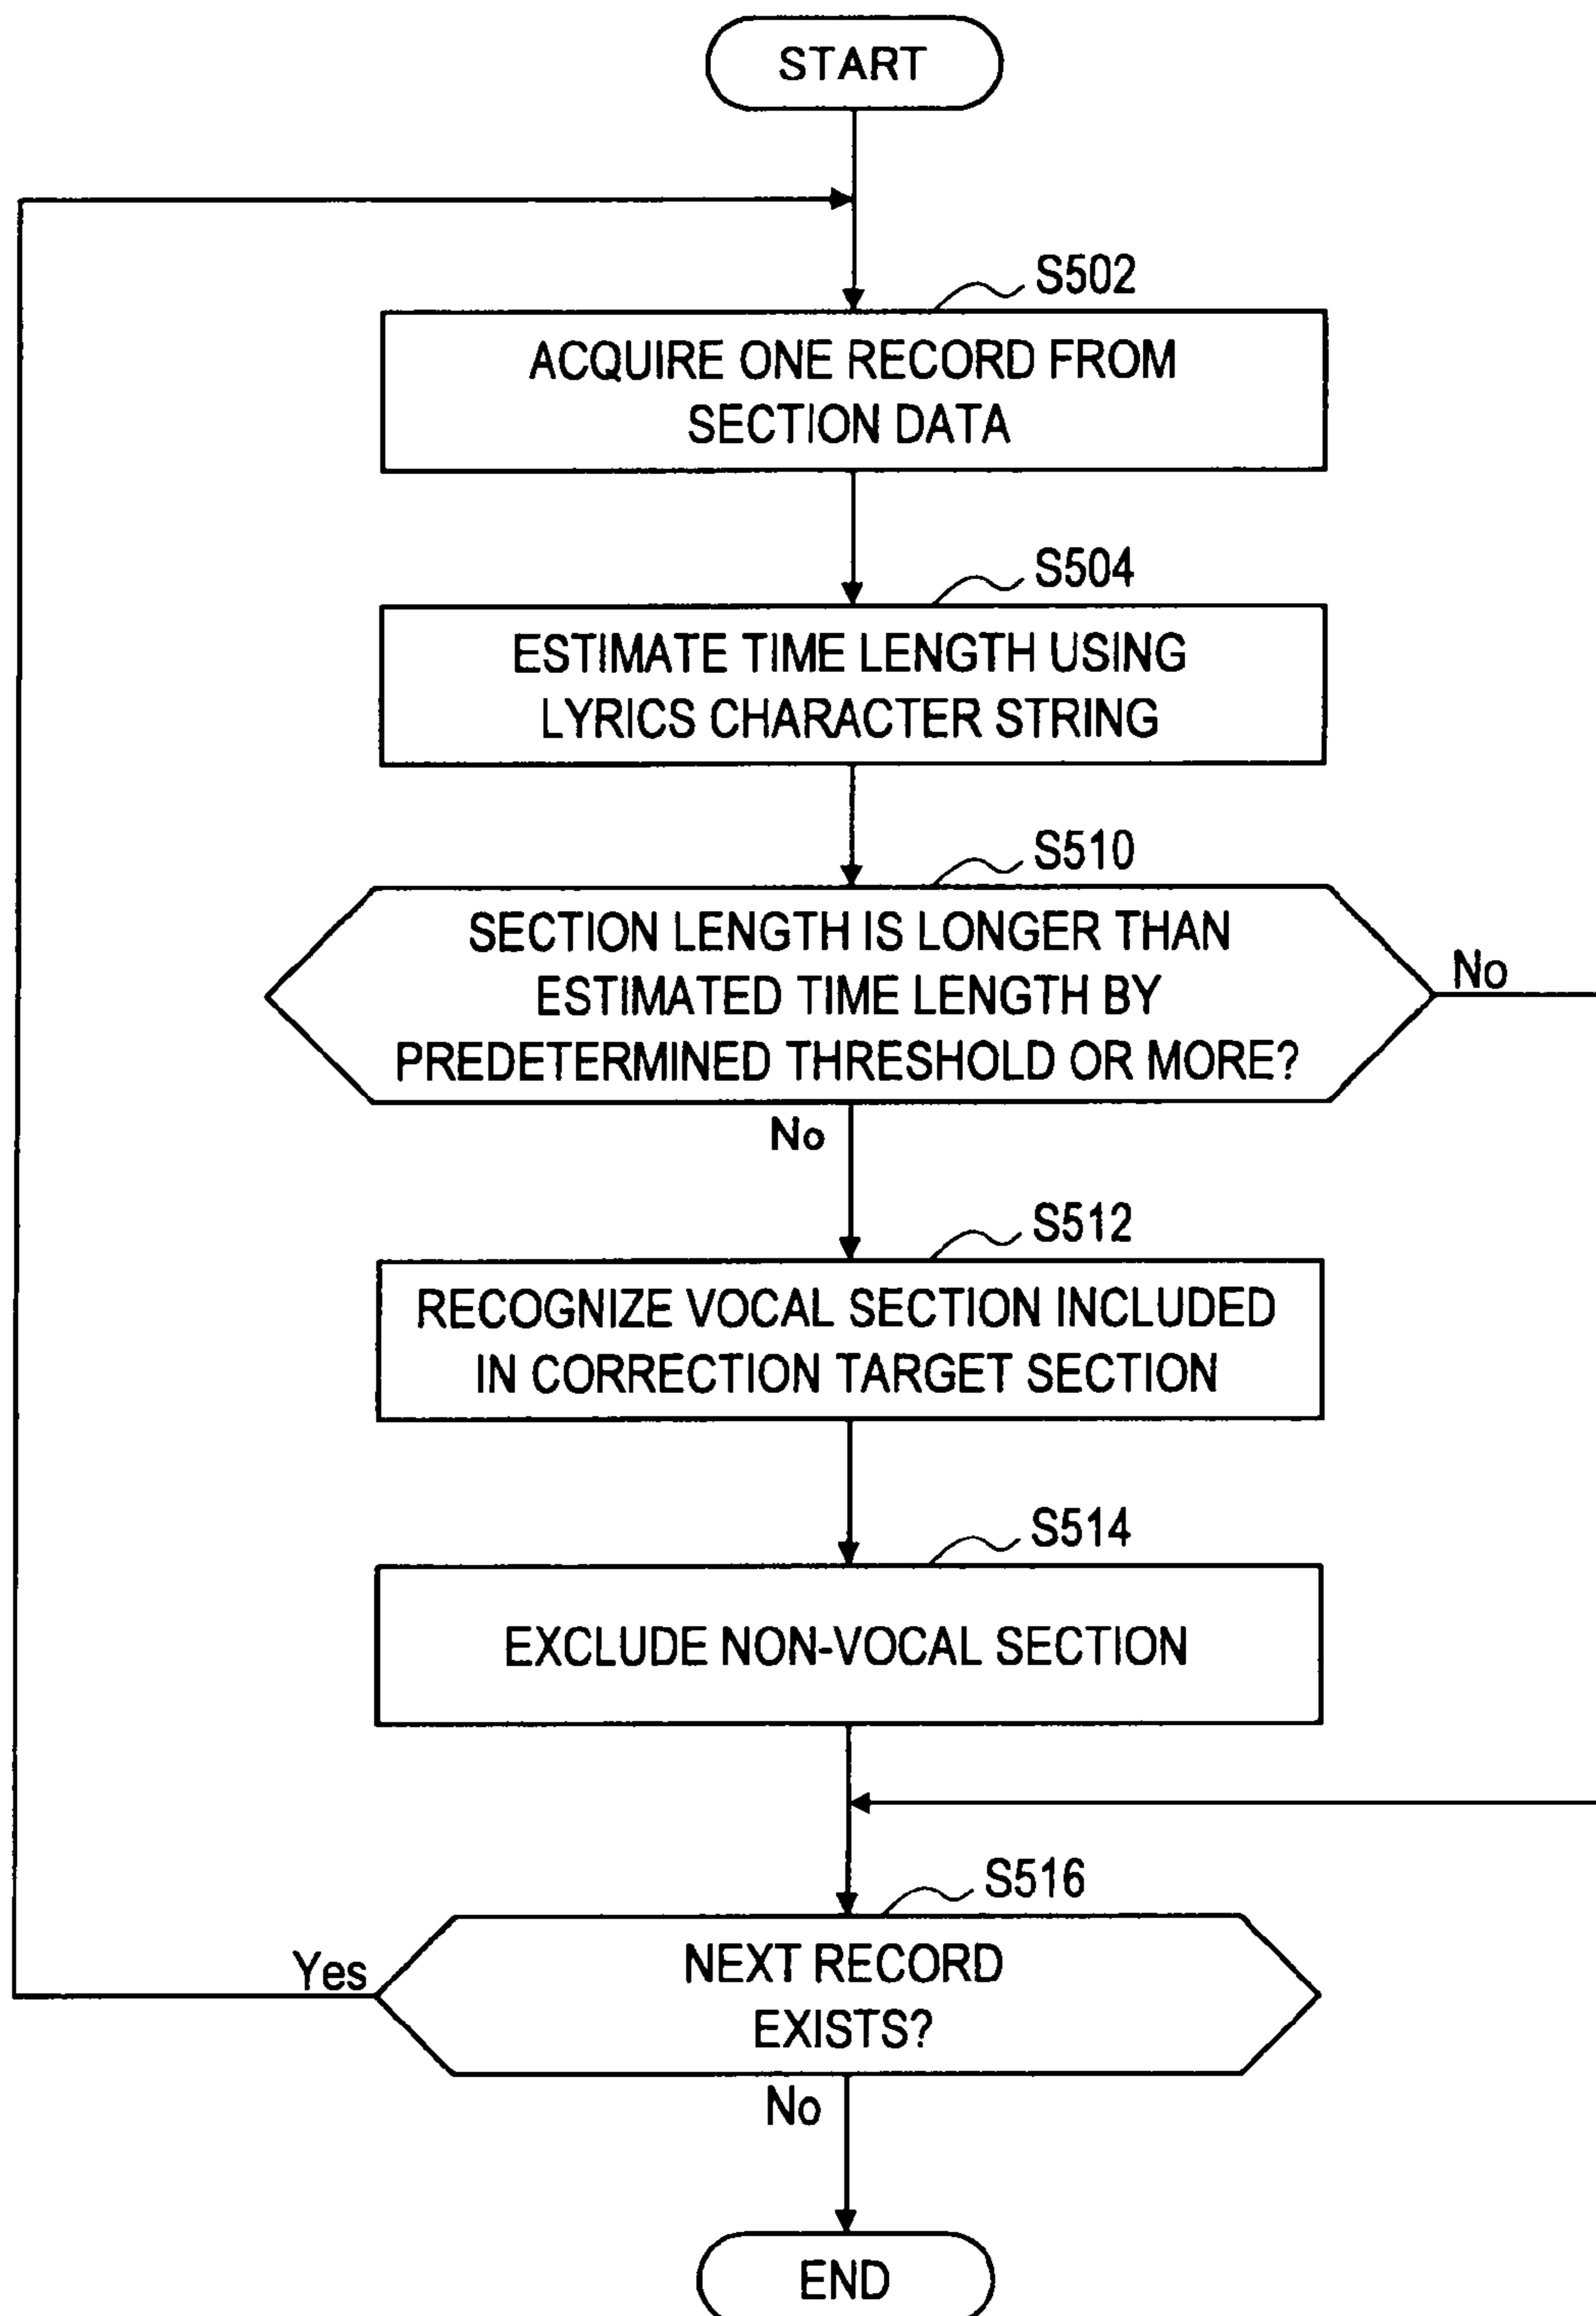 START
S502
ACQUIRE ONE RECORD FROM
SECTION DATA
S504
ESTIMATE TIME LENGTH USING
LYRICS CHARACTER STRING
S510
SECTION LENGTH IS LONGER THAN
ESTIMATED TIME LENGTH BY
PREDETERMINED THRESHOLD OR MORE?
No
No
S512
RECOGNIZE VOCAL SECTION INCLUDED
IN CORRECTION TARGET SECTION
S514
EXCLUDE NON-VOCAL SECTION
S516
NEXT RECORD
EXISTS?
Yes
No
END